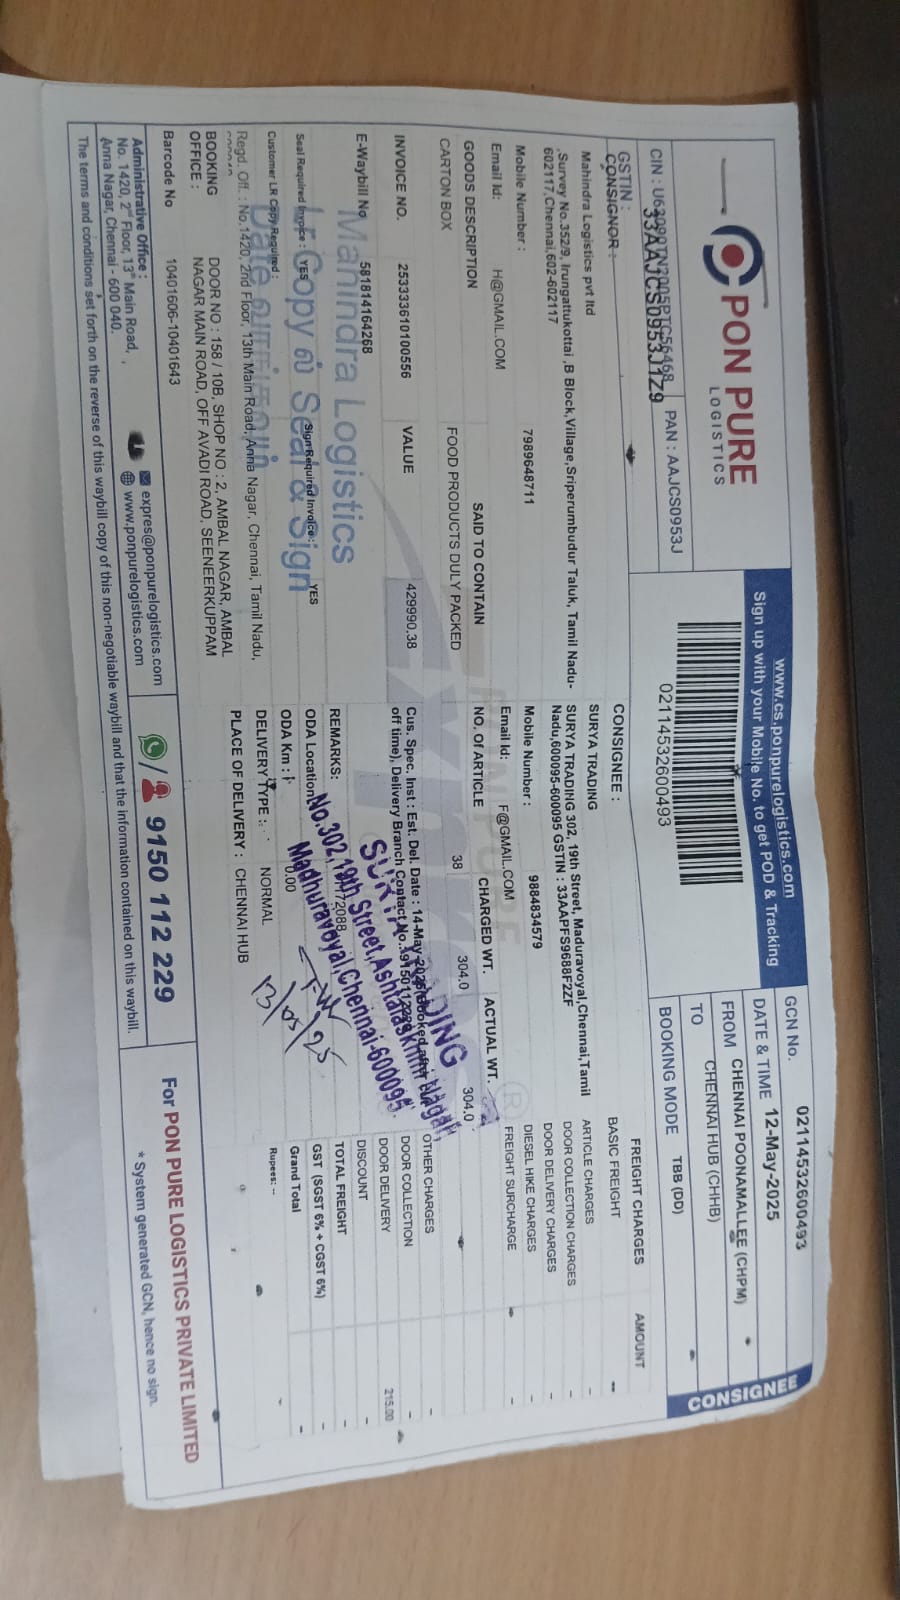 PON PURE
LOGISTICS
www.cs.ponpurelogistics.com
Sign up with your Mobile No. to get POD & Tracking
02114532600493
GCN No. 02114532600493
DATE & TIME 12-May-2025
FROM CHENNAI POONAMALLEE (CHPM)
TO CHENNAI HUB (CHHB)
BOOKING MODE TBB (DD)
CONSIGNEE
CIN : U63090TN2005PTC56468 PAN : AAJCS0953J
GSTIN : 33AAJCS0953J1Z9
CONSIGNOR :
Mahindra Logistics pvt ltd
,Survey No.352/9, Irungattukottai ,B Block,Village,Sriperumbudur Taluk, Tamil Nadu-
602117,Chennai,602-602117
Mobile Number : 7989648711
Email Id: H@GMAIL.COM
CONSIGNEE :
SURYA TRADING
SURYA TRADING 302, 19th Street, Maduravoyal,Chennai,Tamil
Nadu,600095-600095 GSTIN : 33AAPFS9688F2ZF
Mobile Number : 9884834579
Email Id: F@GMAIL.COM
GOODS DESCRIPTION SAID TO CONTAIN NO. Of ARTICLE CHARGED WT. ACTUAL WT.
CARTON BOX FOOD PRODUCTS DULY PACKED 38 304.0 304.0
INVOICE NO. 25333610100556 VALUE 429990.38
E-Waybill No 581814164268
Seal Required Invoice : YES Sign Required Invoice : YES
Customer LR Copy Required :
Mahindra Logistics
Lr Copy ல் Seal & Sign
Date
Cus. Spec. Inst : Est. Del. Date : 14-May-2025(Booked after cut
off time), Delivery Branch Contact No.
REMARKS:
ODA Location :
ODA Km : 0.00
DELIVERY TYPE : NORMAL
PLACE OF DELIVERY : CHENNAI HUB
SURYA TRADING
No.302, 19th Street, Ashtalaskhmi Nagar,
Madhuravoyal, Chennai-600095.
13/05/25
Regd. Off. : No.1420, 2nd Floor, 13th Main Road, Anna Nagar, Chennai, Tamil Nadu,
BOOKING OFFICE : DOOR NO : 158 / 10B, SHOP NO : 2, AMBAL NAGAR, AMBAL
NAGAR MAIN ROAD, OFF AVADI ROAD, SEENEERKUPPAM
Barcode No 10401606-10401643
FREIGHT CHARGES AMOUNT
BASIC FREIGHT --
ARTICLE CHARGES -
DOOR COLLECTION CHARGES -
DOOR DELIVERY CHARGES -
DIESEL HIKE CHARGES -
FREIGHT SURCHARGE -
OTHER CHARGES -
DOOR COLLECTION -
DOOR DELIVERY 215.00
DISCOUNT -
TOTAL FREIGHT -
GST (SGST 6% + CGST 6%) -
Grand Total -
Rupees: --
Administrative Office :
No. 1420, 2nd Floor, 13th Main Road, ,
Anna Nagar, Chennai - 600 040.
expres@ponpurelogistics.com
www.ponpurelogistics.com
/ 9150 112 229
For PON PURE LOGISTICS PRIVATE LIMITED
* System generated GCN, hence no sign.
The terms and conditions set forth on the reverse of this waybill copy of this non-negotiable waybill and that the information contained on this waybill.